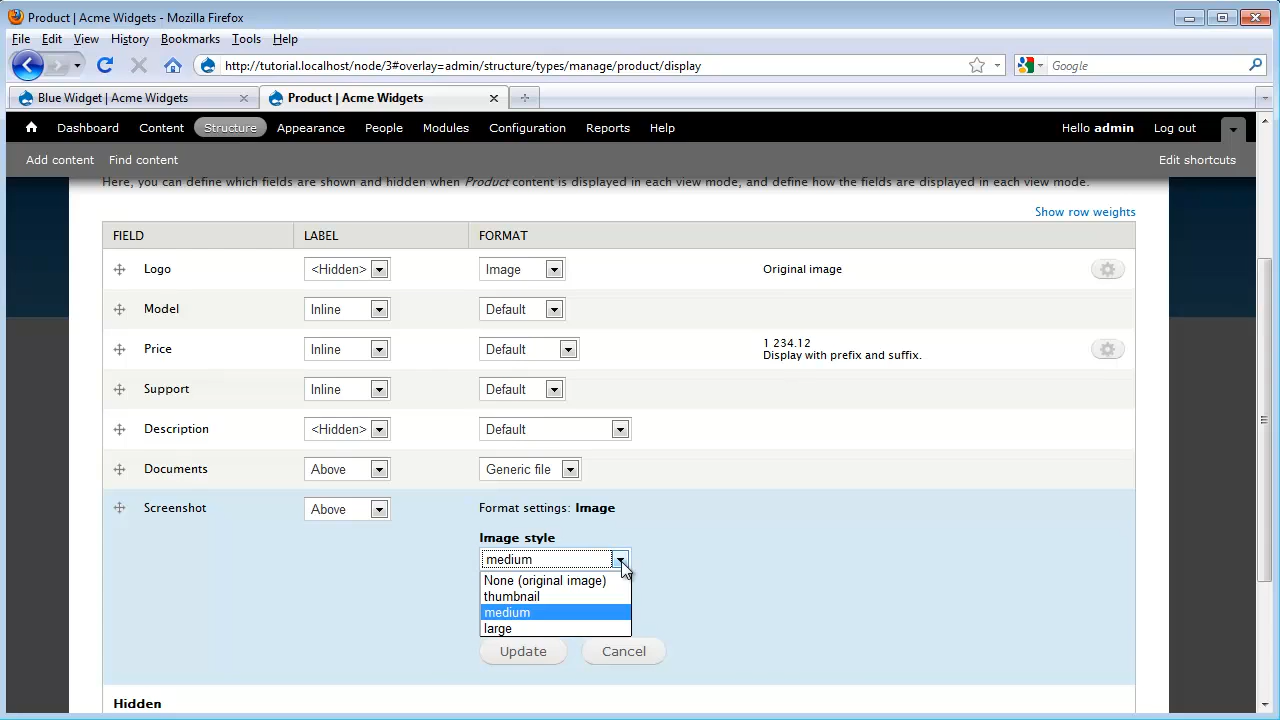 Product | Acme Widgets - Mozilla Firefox
File Edit View History Bookmarks Tools Help
http://tutorial.localhost/node/3#overlay=admin/structure/types/manage/product/display Google
Blue Widget | Acme Widgets Product | Acme Widgets
Dashboard Content Structure Appearance People Modules Configuration Reports Help Hello admin Log out
Add content Find content Edit shortcuts
Here, you can define which fields are shown and hidden when Product content is displayed in each view mode, and define how the fields are displayed in each view mode.
Show row weights
FIELD LABEL FORMAT
Logo <Hidden> Image Original image
Model Inline Default
Price Inline Default 1 234.12
Display with prefix and suffix.
Support Inline Default
Description <Hidden> Default
Documents Above Generic file
Screenshot Above Format settings: Image
Image style
medium
None (original image)
thumbnail
medium
large
Update Cancel
Hidden